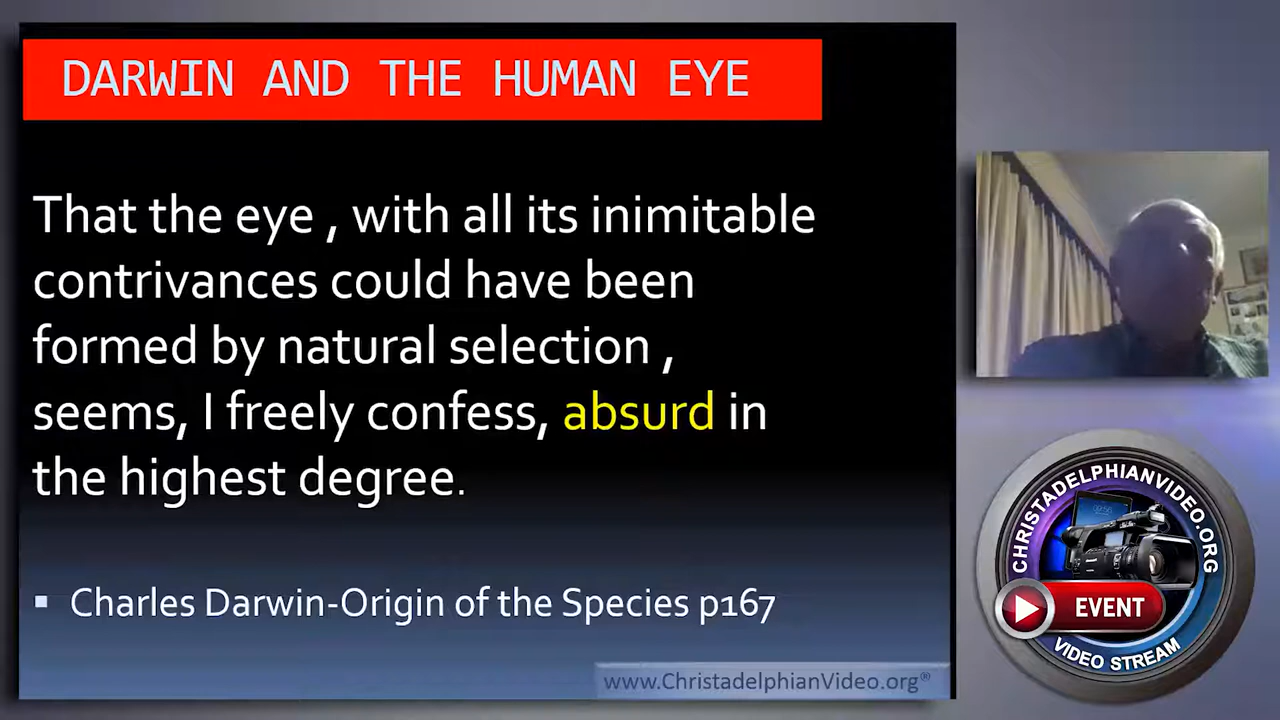 DARWIN AND THE HUMAN EYE
That the eye , with all its inimitable
contrivances could have been
formed by natural selection ,
seems, I freely confess, absurd in
the highest degree.
Charles Darwin-Origin of the Species p167
www.ChristadelphianVideo.org®
CHRISTADELPHIANVIDEO.ORG
EVENT
VIDEO STREAM